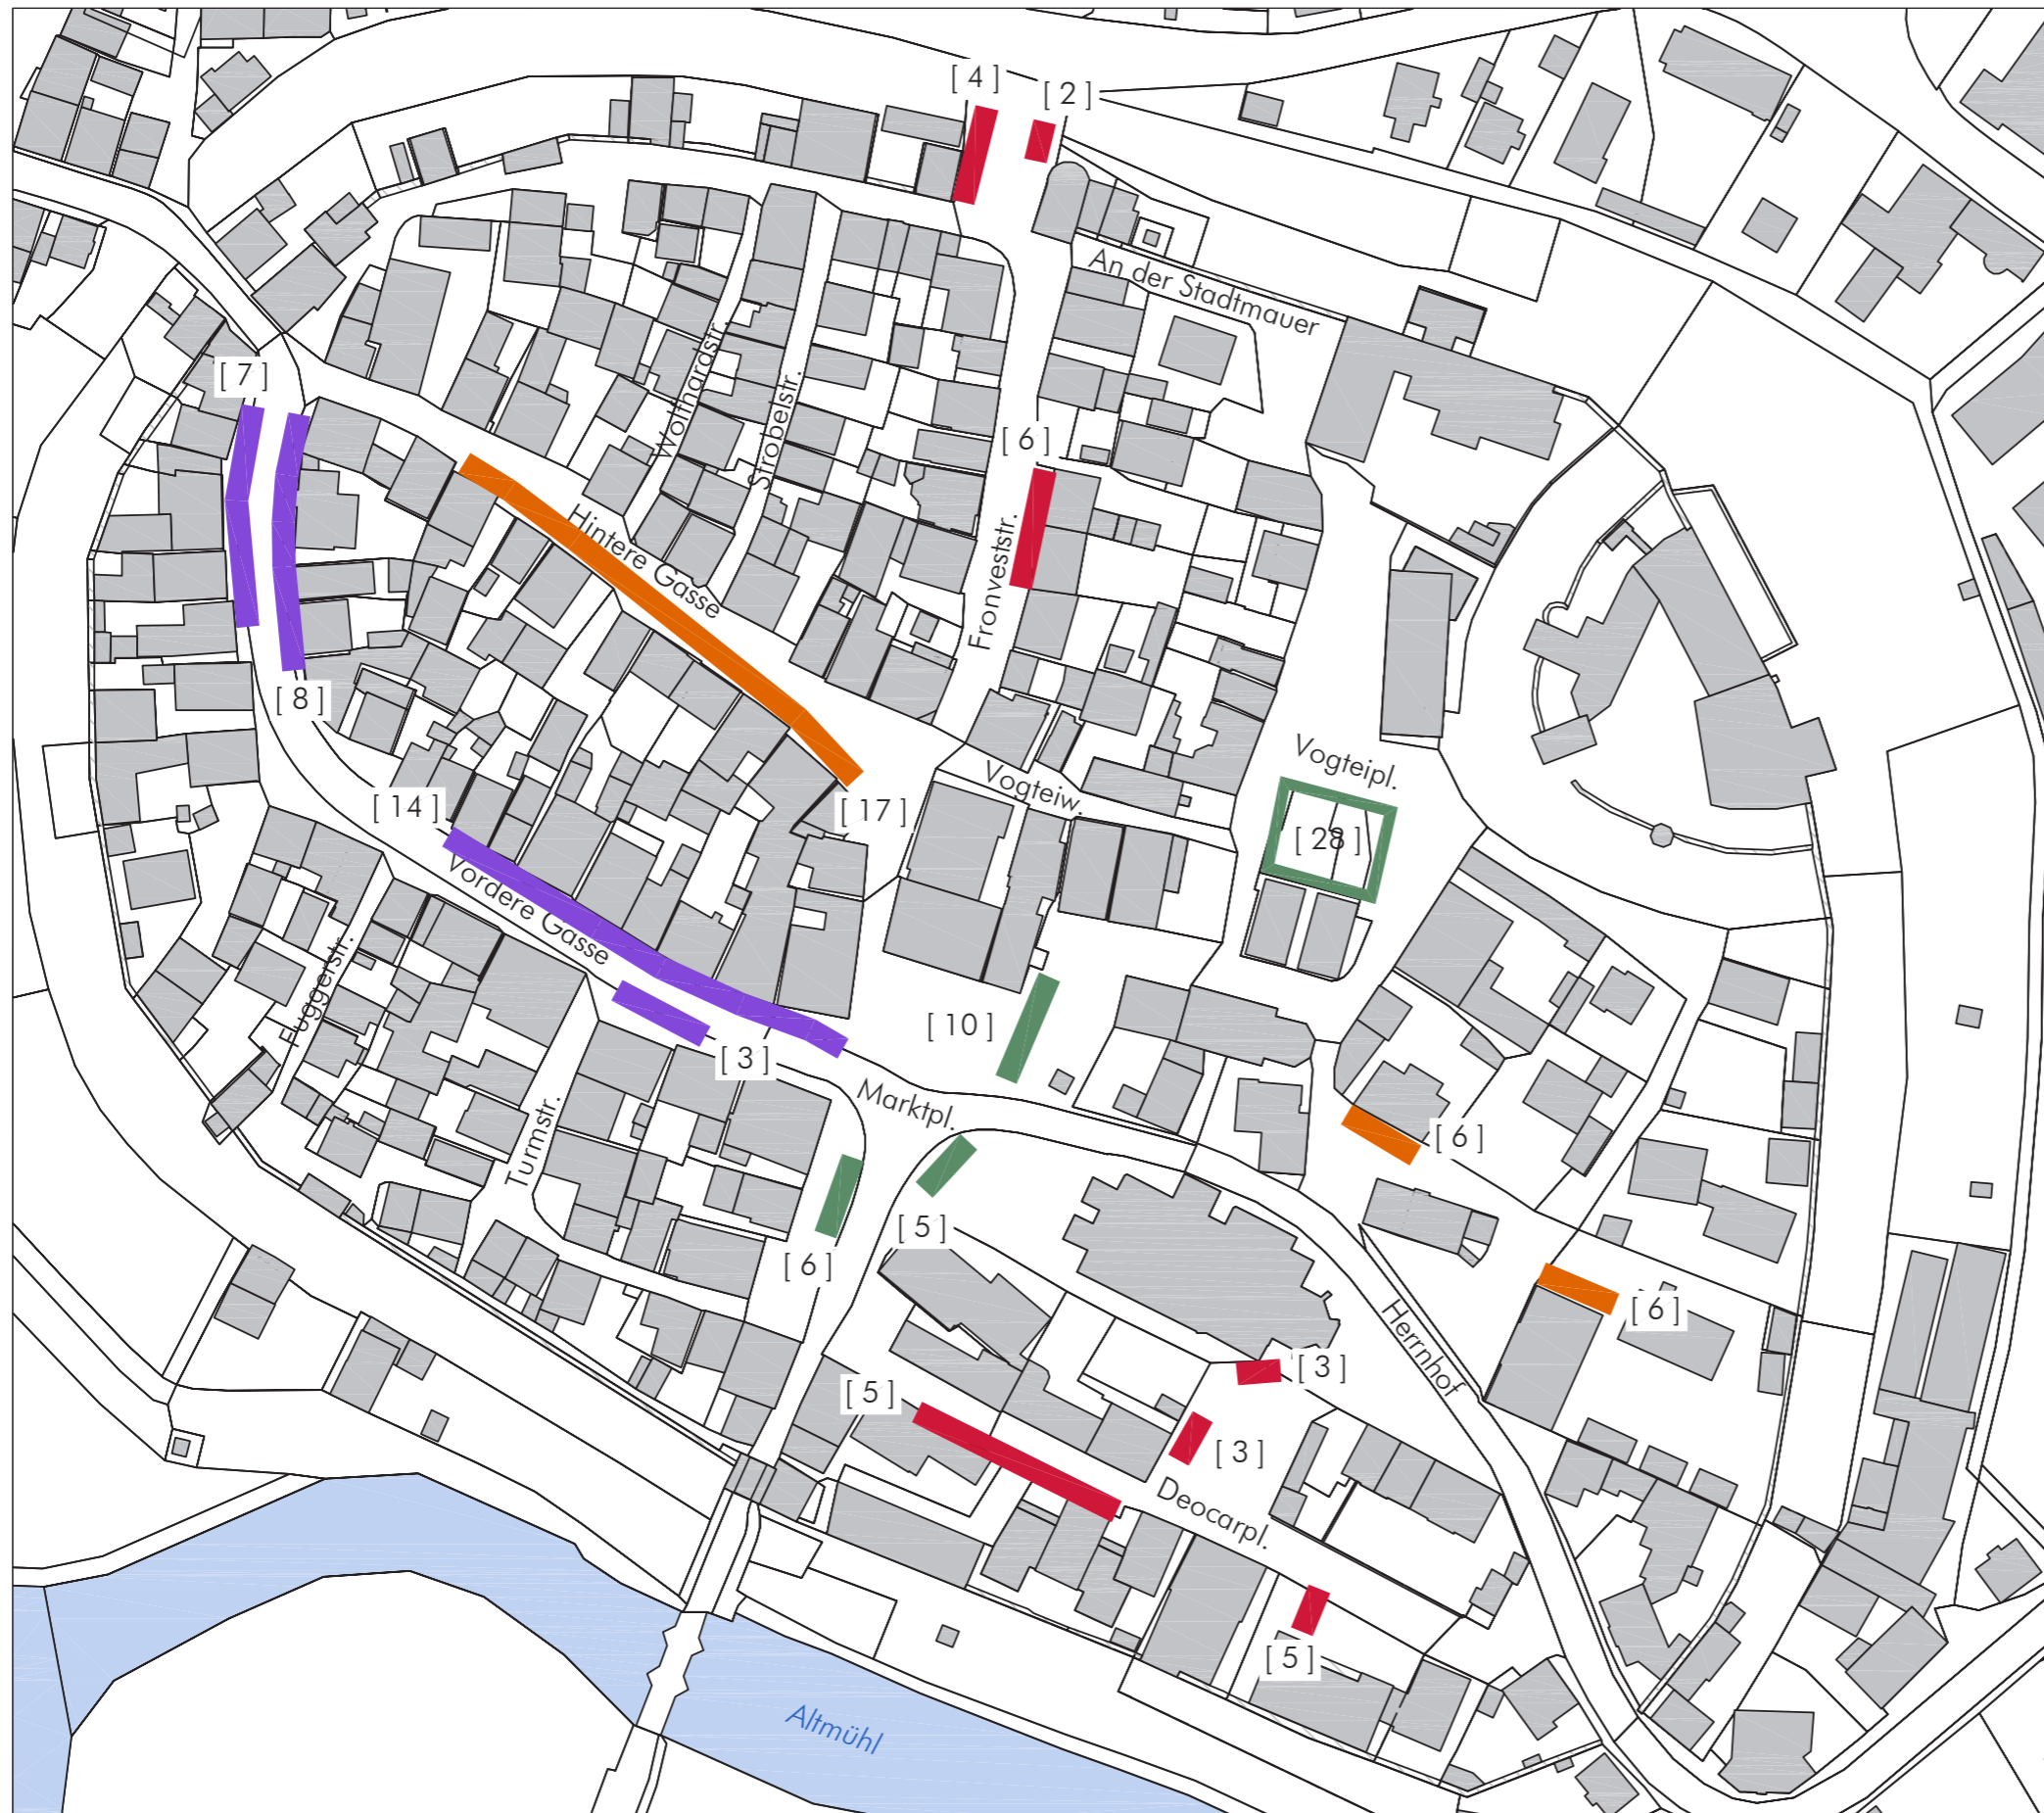 [ 4 ]
[ 2 ]
An der Stadtmauer
[ 7 ]
Wolfhardstr.
Strobelstr.
[ 6 ]
Hintere Gasse
Fronveststr.
[ 8 ]
Vogteipl.
Vogteiw.
[ 14 ]
[ 17 ]
[ 28 ]
Vordere Gasse
Fluggerstr.
[ 10 ]
[ 3 ]
Marktpl.
Turmstr.
[ 6 ]
[ 5 ]
[ 6 ]
[ 6 ]
Herrnhof
[ 3 ]
[ 5 ]
[ 3 ]
Deocarpl.
[ 5 ]
Altmühl